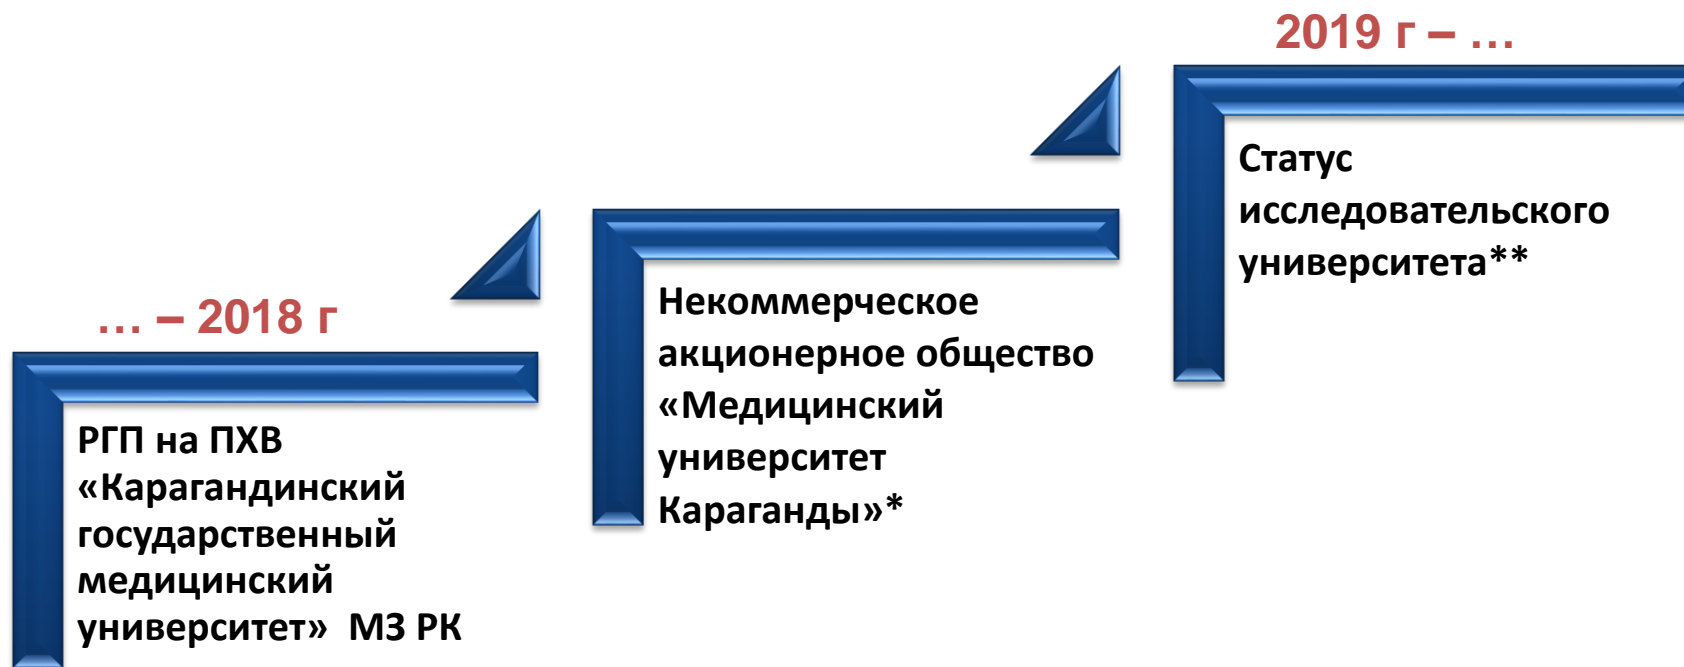 … – 2018 г
РГП на ПХВ
«Карагандинский
государственный
медицинский
университет»  МЗ РК
Некоммерческое
акционерное общество
«Медицинский
университет
Караганды»*
2019 г – …
Статус
исследовательского
университета**